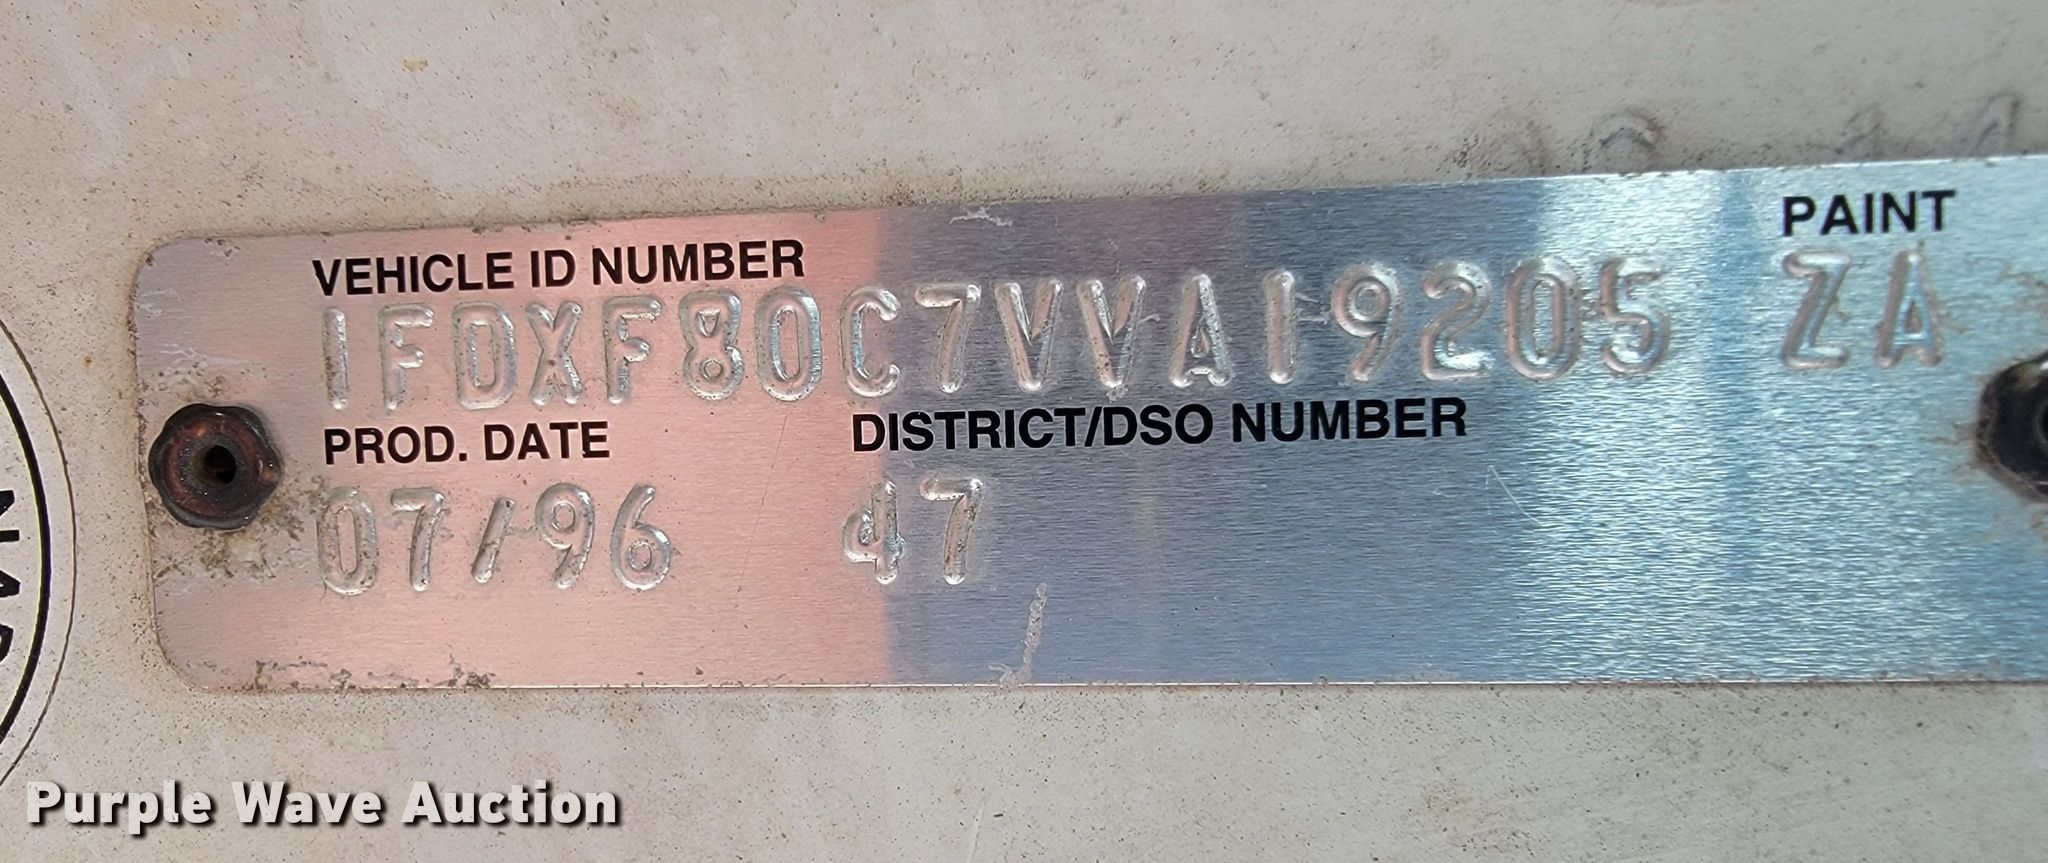 PAINT
VEHICLE ID NUMBER
1FDXF80C7VVA19205 ZA
PROD. DATE DISTRICT/DSO NUMBER
07/96 47
Purple Wave Auction